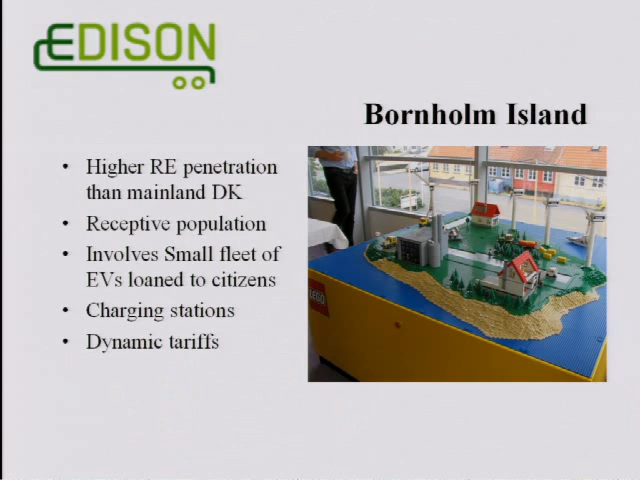 EDISON
Bornholm Island
• Higher RE penetration
than mainland DK
• Receptive population
• Involves Small fleet of
EVs loaned to citizens
• Charging stations
• Dynamic tariffs
LEGO